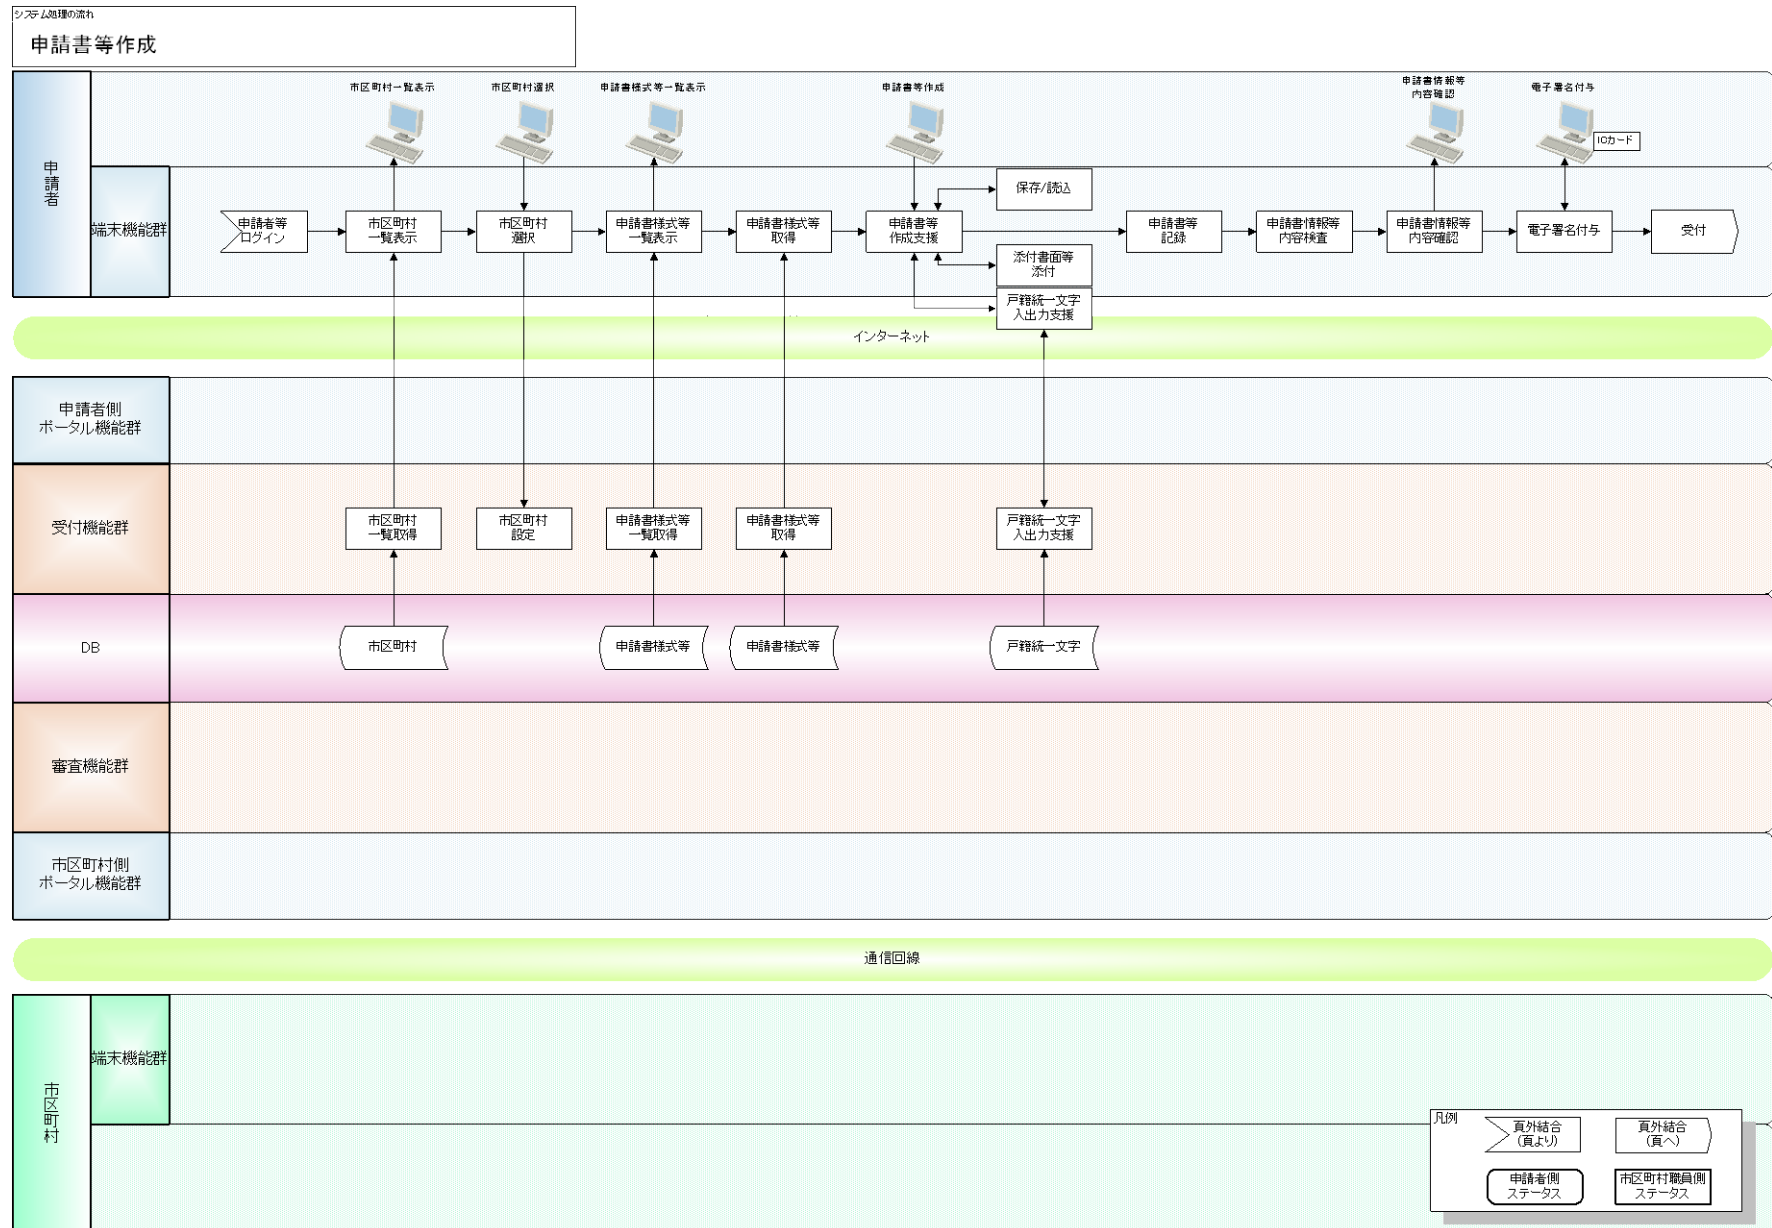 システム処理の流れ
申請書等作成
市区町村一覧表示
市区町村選択
申請書様式等一覧表示
申請書等作成
申請書情報等
内容確認
電子署名付与
ICカード
申請者
端末機能群
申請者等
ログイン
市区町村
一覧表示
市区町村
選択
申請書様式等
一覧表示
申請書様式等
取得
申請書等
作成支援
保存/読込
添付書面等
添付
戸籍統一文字
入出力支援
申請書等
記録
申請書情報等
内容検査
申請書情報等
内容確認
電子署名付与
受付
インターネット
申請者側
ポータル機能群
受付機能群
市区町村
一覧取得
市区町村
設定
申請書様式等
一覧取得
申請書様式等
取得
戸籍統一文字
入出力支援
DB
市区町村
申請書様式等
申請書様式等
戸籍統一文字
審査機能群
市区町村側
ポータル機能群
通信回線
市区町村
端末機能群
凡例
頁外結合
(頁より)
頁外結合
(頁へ)
申請者側
ステータス
市区町村職員側
ステータス